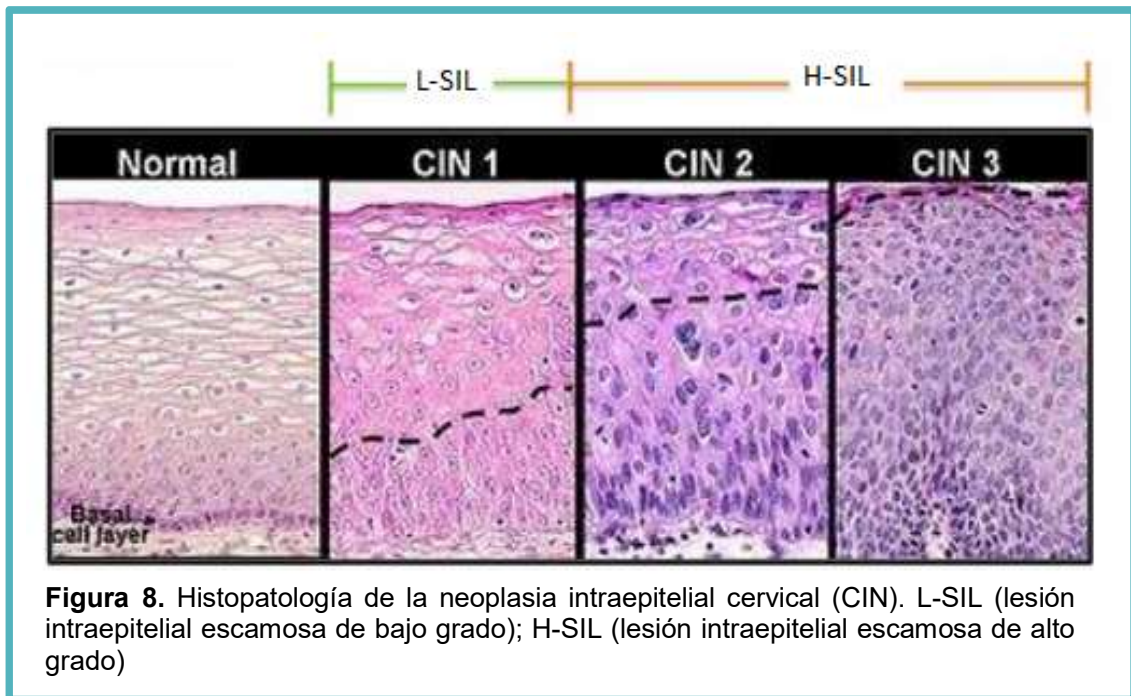 L-SIL H-SIL
Normal CIN 1 CIN 2 CIN 3
Basal
cell layer
Figura 8. Histopatología de la neoplasia intraepitelial cervical (CIN). L-SIL (lesión
intraepitelial escamosa de bajo grado); H-SIL (lesión intraepitelial escamosa de alto
grado)